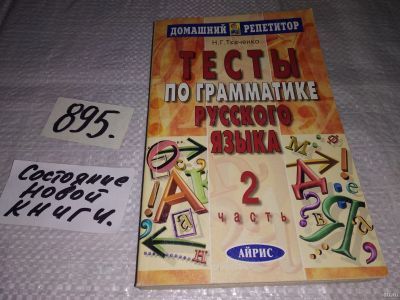 ДОМАШНИЙ РЕПЕТИТОР
Н.Г.Ткаченко
ТЕСТЫ
ПО ГРАММАТИКЕ
РУССКОГО
ЯЗЫКА
2
часть
АЙРИС
895.
Состояние
новой
книги.